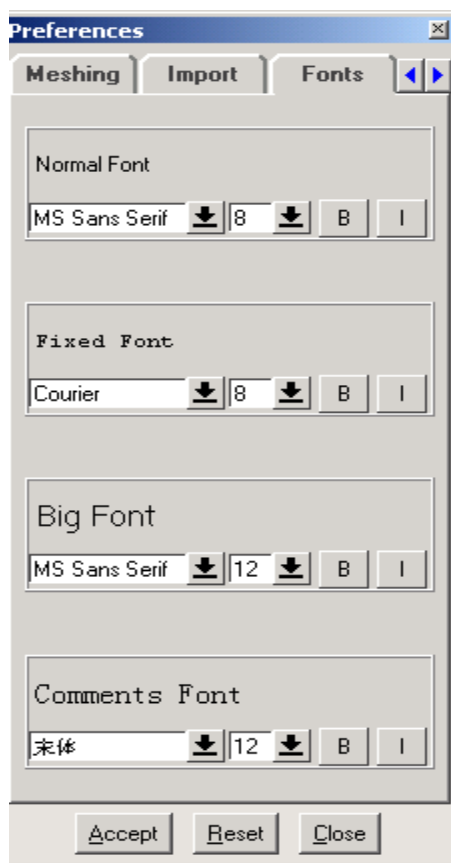 Preferences
Meshing Import Fonts
Normal Font
MS Sans Serif 8 B I
Fixed Font
Courier 8 B I
Big Font
MS Sans Serif 12 B I
Comments Font
宋体 12 B I
Accept Reset Close